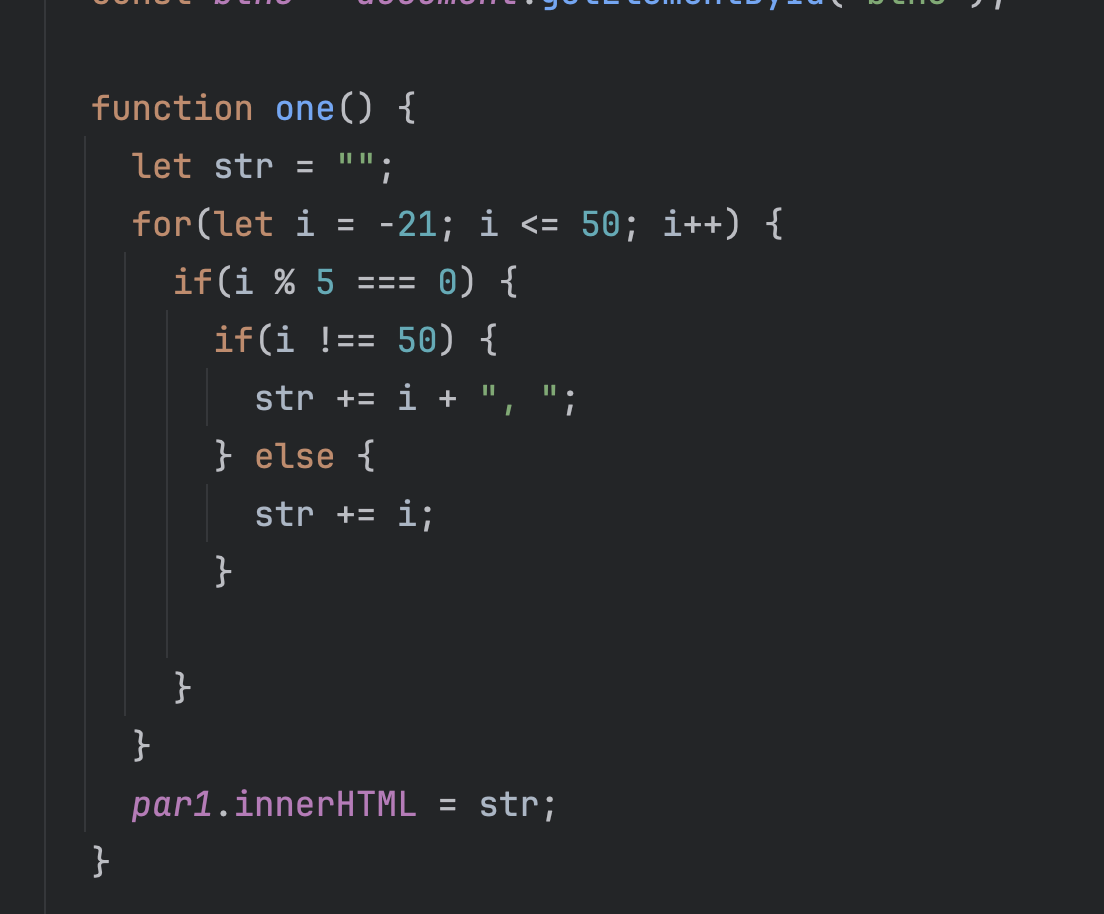 function one() {
let str = "";
for(let i = -21; i <= 50; i++) {
if(i % 5 === 0) {
if(i !== 50) {
str += i + ", ";
} else {
str += i;
}
}
}
par1.innerHTML = str;
}